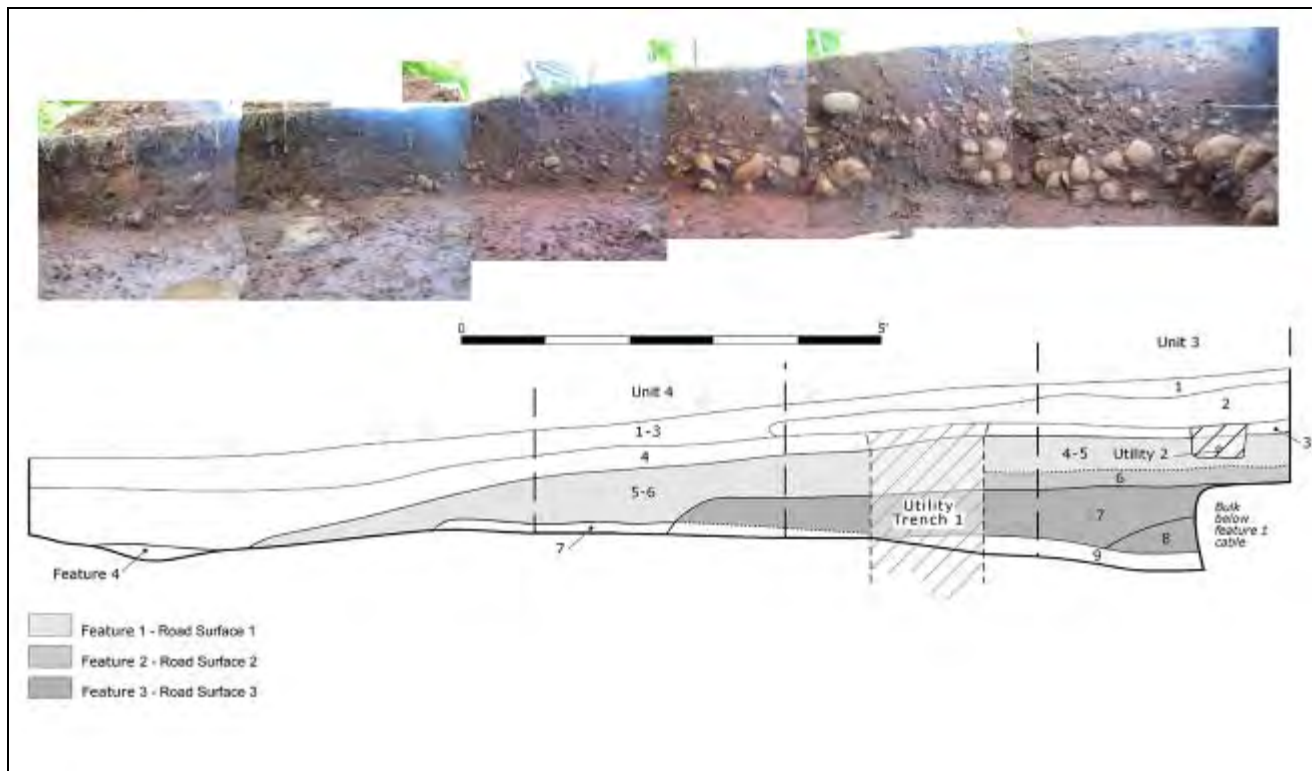 0 5'
Unit 3
Unit 4
1
2
1-3
3
4
4-5 Utility 2
5-6
6
Utility
Trench 1
7
Bulk
below
feature 1
cable
8
9
7
Feature 4
Feature 1 - Road Surface 1
Feature 2 - Road Surface 2
Feature 3 - Road Surface 3